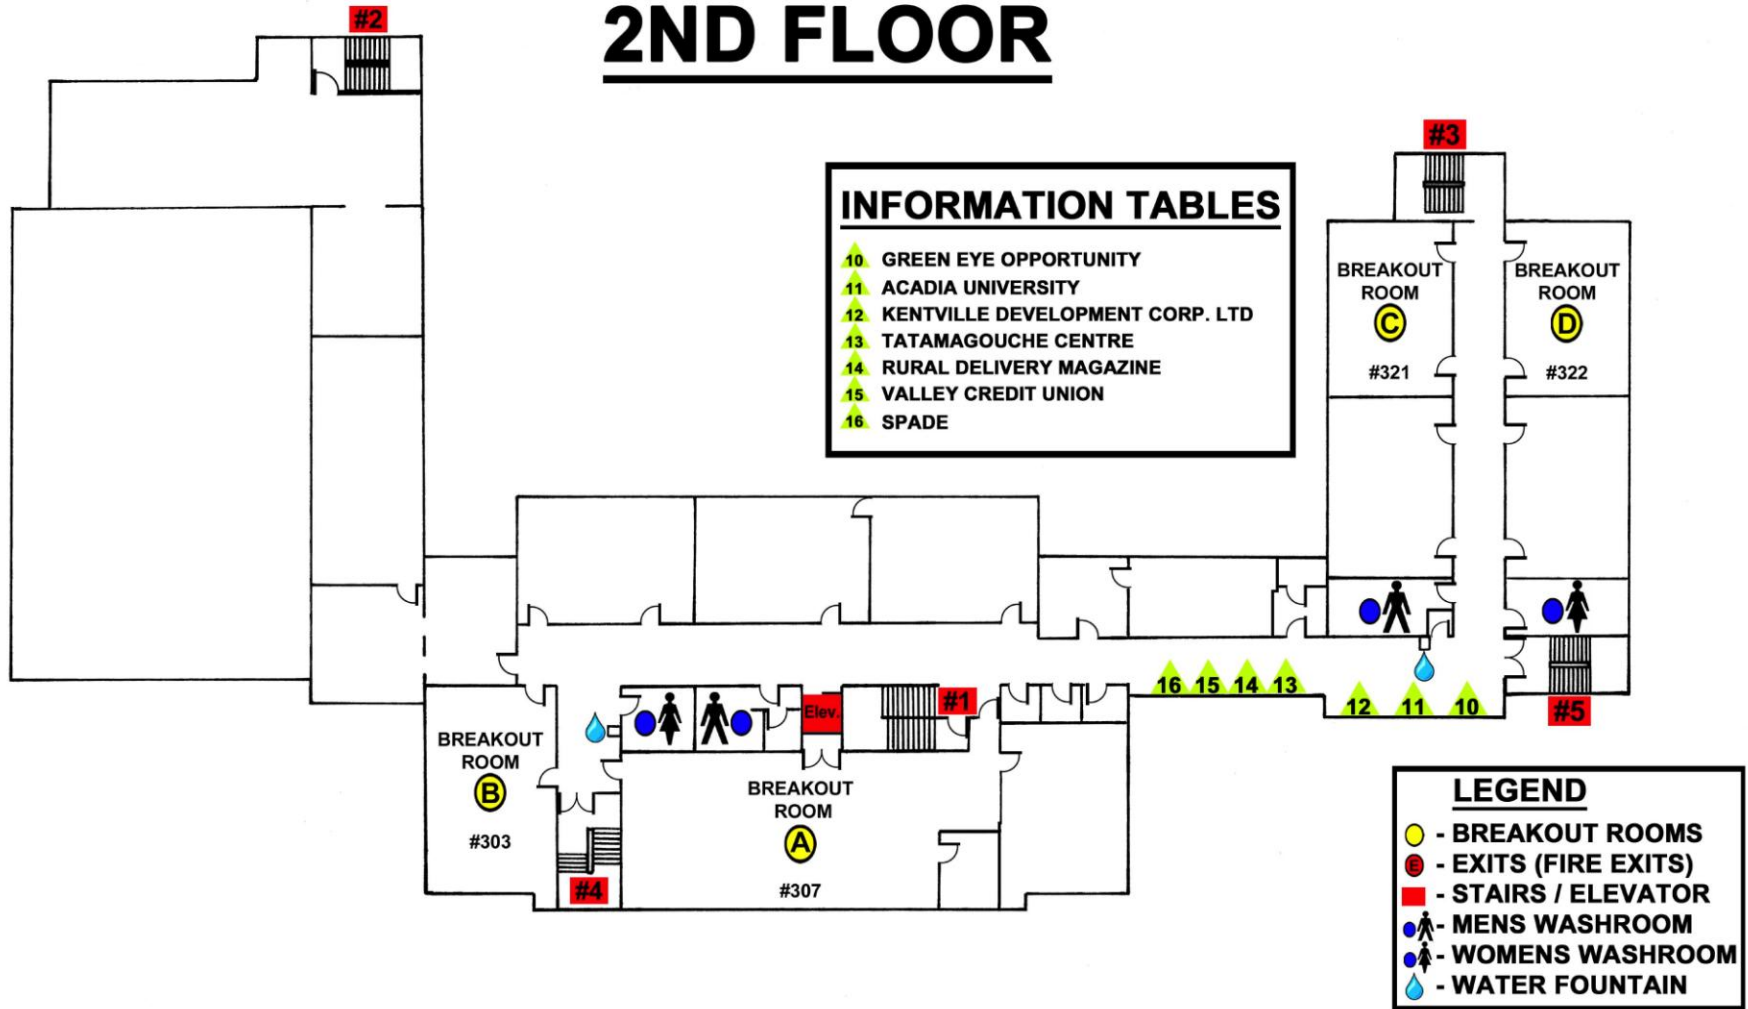 2ND FLOOR
#2
#3
INFORMATION TABLES
10 GREEN EYE OPPORTUNITY
11 ACADIA UNIVERSITY
12 KENTVILLE DEVELOPMENT CORP. LTD
13 TATAMAGOUCHE CENTRE
14 RURAL DELIVERY MAGAZINE
15 VALLEY CREDIT UNION
16 SPADE
BREAKOUT
ROOM
C
#321
BREAKOUT
ROOM
D
#322
16 15 14 13
12 11 10
#5
#1
Elev.
BREAKOUT
ROOM
B
#303
BREAKOUT
ROOM
A
#307
#4
LEGEND
- BREAKOUT ROOMS
E - EXITS (FIRE EXITS)
- STAIRS / ELEVATOR
- MENS WASHROOM
- WOMENS WASHROOM
- WATER FOUNTAIN